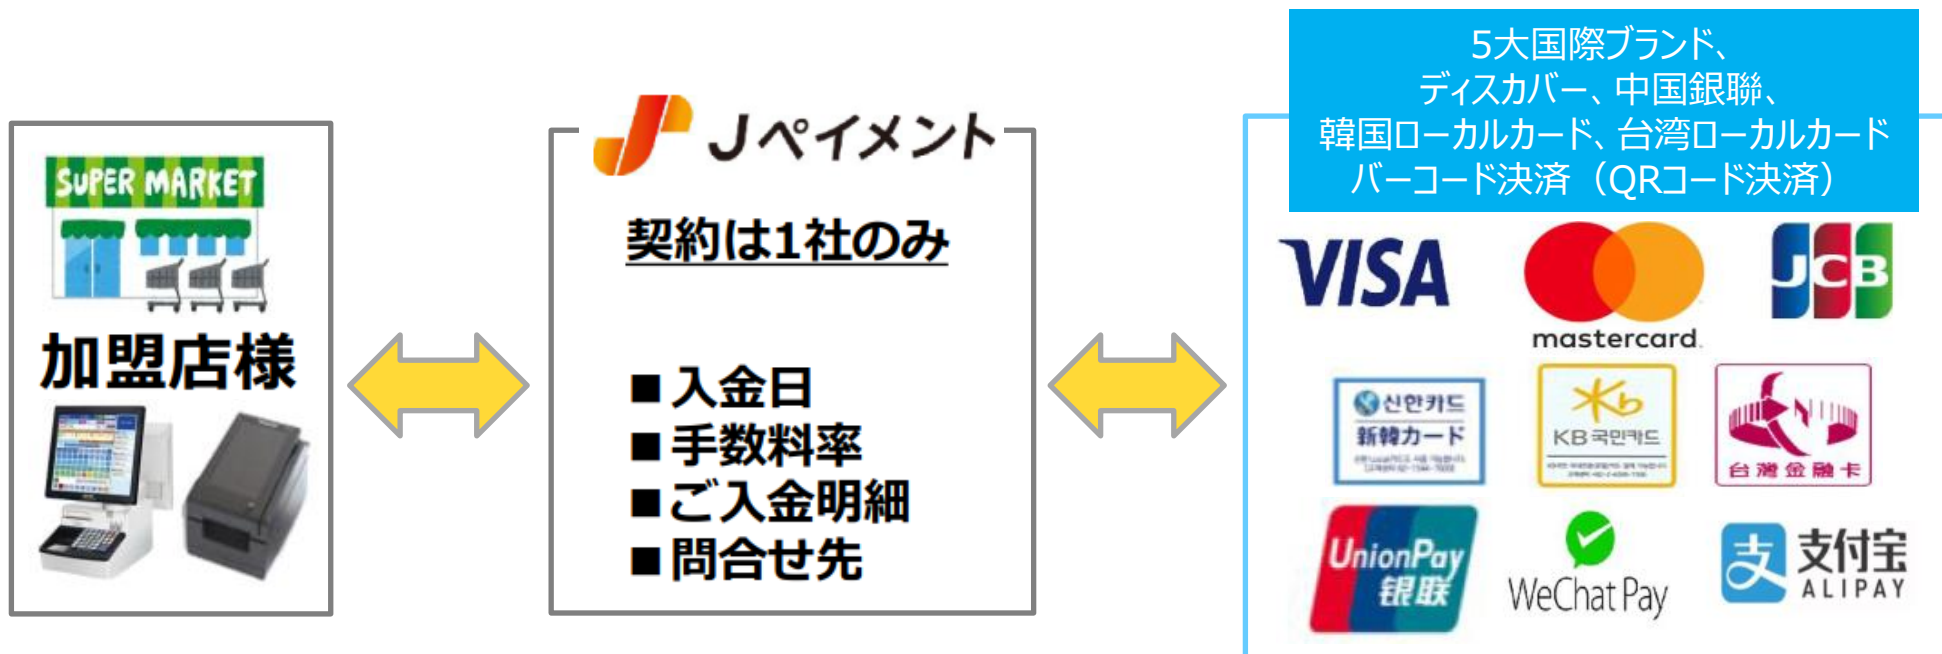 SUPER MARKET
加盟店様
Jペイメント
契約は1社のみ
■入金日
■手数料率
■ご入金明細
■問合せ先
5大国際ブランド、
ディスカバー、中国銀聯、
韓国ローカルカード、台湾ローカルカード
バーコード決済（QRコード決済）
VISA
mastercard.
JCB
신한카드
新韓カード
Kb
KB국민카드
台灣金融卡
UnionPay
银联
WeChat Pay
支 支付宝
ALIPAY